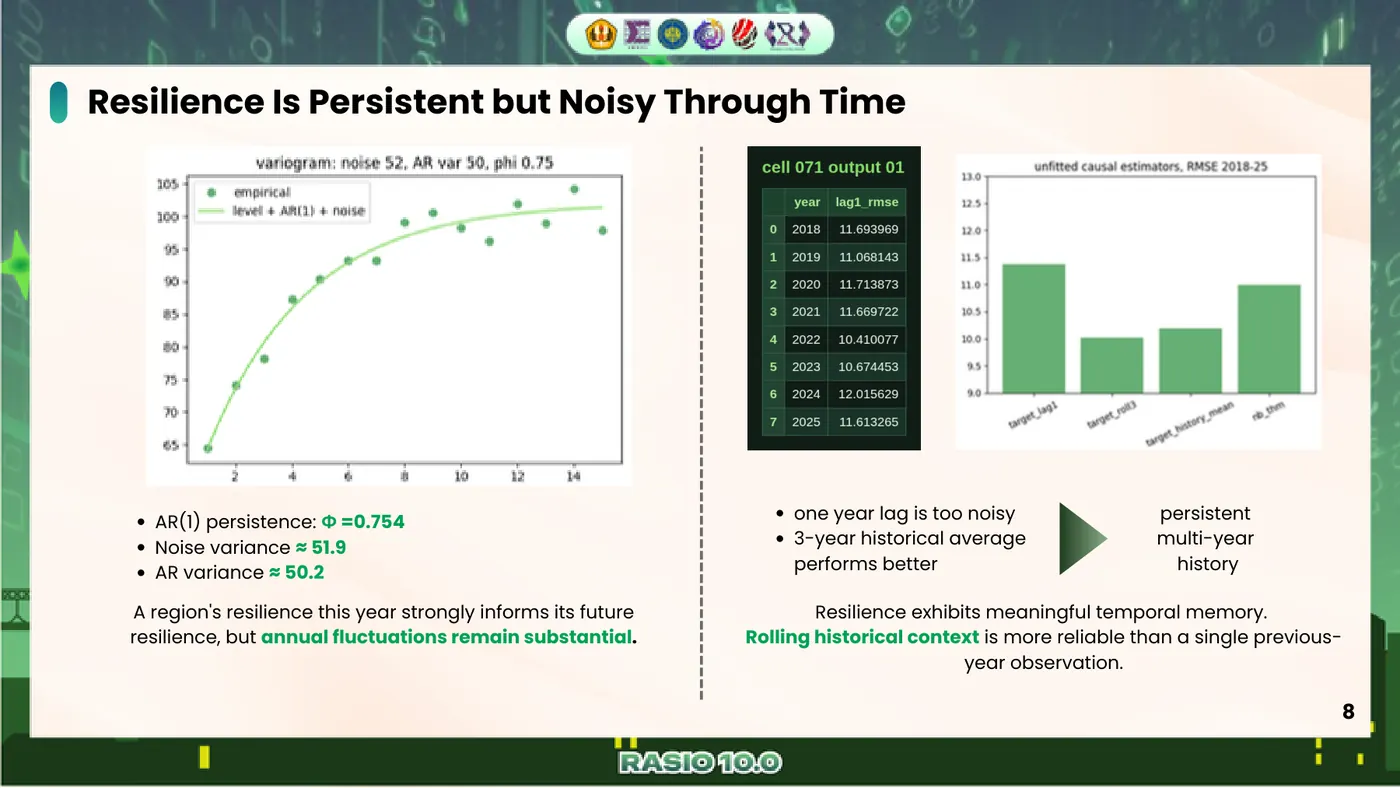 Resilience Is Persistent but Noisy Through Time
variogram: noise 52, AR var 50, phi 0.75
empirical
level + AR(1) + noise
105
100
95
90
85
80
75
70
65
2 4 6 8 10 12 14
AR(1) persistence: Φ =0.754
Noise variance ≈ 51.9
AR variance ≈ 50.2
A region's resilience this year strongly informs its future
resilience, but annual fluctuations remain substantial.
cell 071 output 01
year lag1_rmse
0 2018 11.693969
1 2019 11.068143
2 2020 11.713873
3 2021 11.669722
4 2022 10.410077
5 2023 10.674453
6 2024 12.015629
7 2025 11.613265
unfitted causal estimators, RMSE 2018-25
13.0
12.5
12.0
11.5
11.0
10.5
10.0
9.5
9.0
target_lag1 target_roll3 target_history_mean nb_thm
one year lag is too noisy
3-year historical average
performs better
persistent
multi-year
history
Resilience exhibits meaningful temporal memory.
Rolling historical context is more reliable than a single previous-
year observation.
8
RASIO 10.0